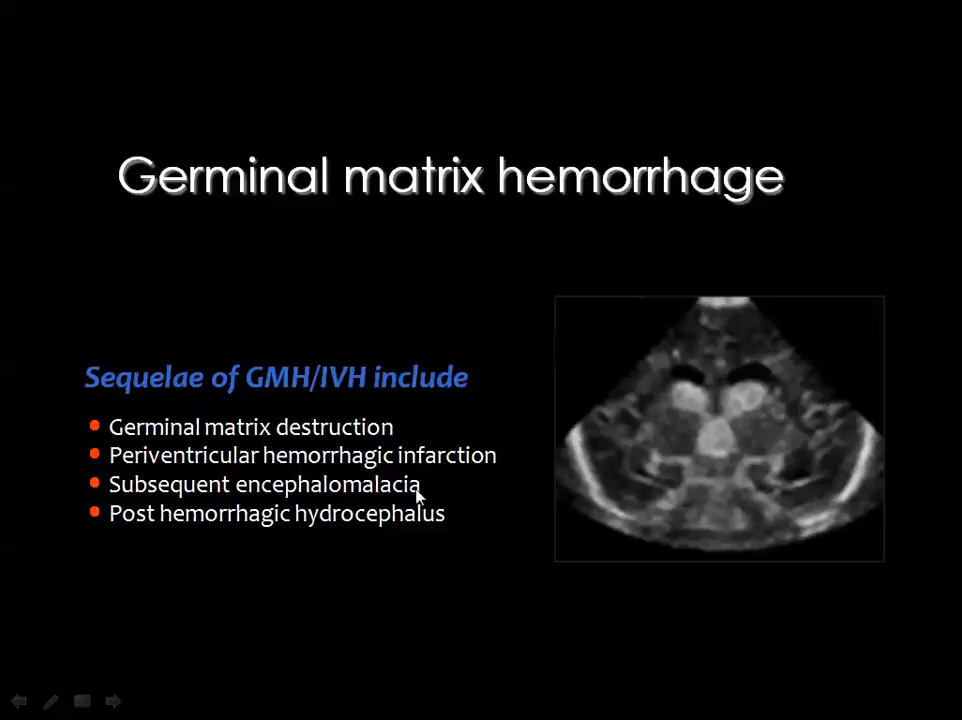 Germinal matrix hemorrhage
Sequelae of GMH/IVH include
Germinal matrix destruction
Periventricular hemorrhagic infarction
Subsequent encephalomalacia
Post hemorrhagic hydrocephalus